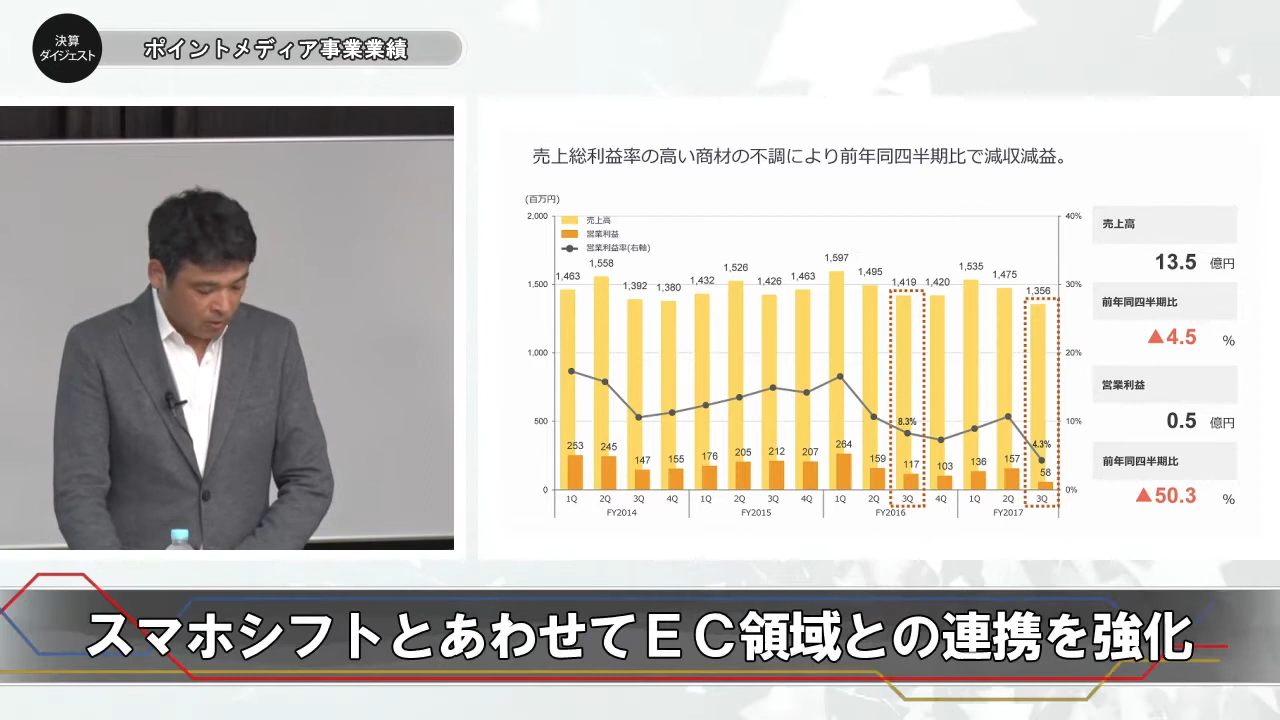 決算
ダイジェスト
ポイントメディア事業業績
売上総利益率の高い商材の不調により前年同四半期比で減収減益。
(百万円)
2,000
1,500
1,000
500
0
40%
30%
20%
10%
0%
売上高
営業利益
営業利益率(右軸)
1,463
1,558
1,392
1,380
1,432
1,526
1,426
1,463
1,597
1,495
1,419
1,420
1,535
1,475
1,356
8.3%
4.3%
253
245
147
155
176
205
212
207
264
159
117
103
136
157
58
1Q 2Q 3Q 4Q 1Q 2Q 3Q 4Q 1Q 2Q 3Q 4Q 1Q 2Q 3Q
FY2014 FY2015 FY2016 FY2017
売上高
13.5 億円
前年同四半期比
▲4.5 %
営業利益
0.5 億円
前年同四半期比
▲50.3 %
スマホシフトとあわせてＥＣ領域との連携を強化